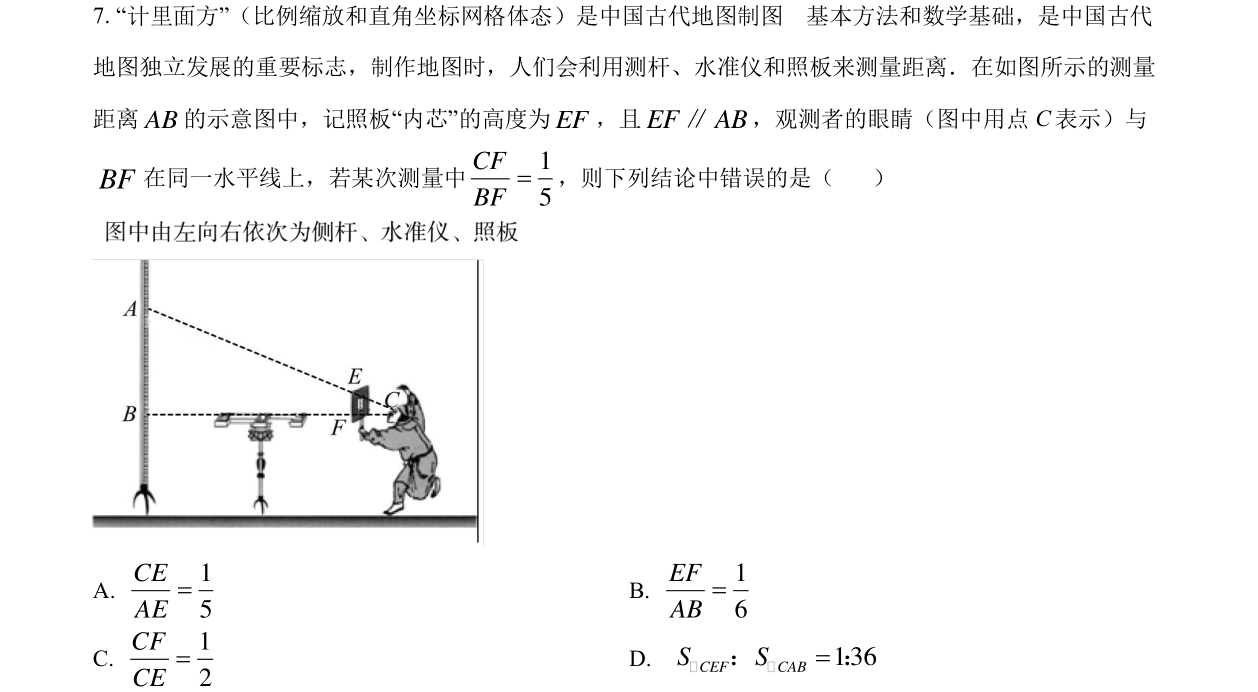 7. “计里画方”（比例缩放和直角坐标网格体态）是中国古代地图制图 基本方法和数学基础，是中国古代
地图独立发展的重要标志，制作地图时，人们会利用测杆、水准仪和照板来测量距离．在如图所示的测量
距离 AB 的示意图中，记照板“内芯”的高度为 EF ，且 EF ∥ AB ，观测者的眼睛（图中用点 C 表示）与
BF 在同一水平线上，若某次测量中 CF/BF = 1/5 ，则下列结论中错误的是（ ）
图中由左向右依次为侧杆、水准仪、照板
A
E
C
B
F
A. CE/AE = 1/5
B. EF/AB = 1/6
C. CF/CE = 1/2
D. S□CEF：S□CAB = 1:36